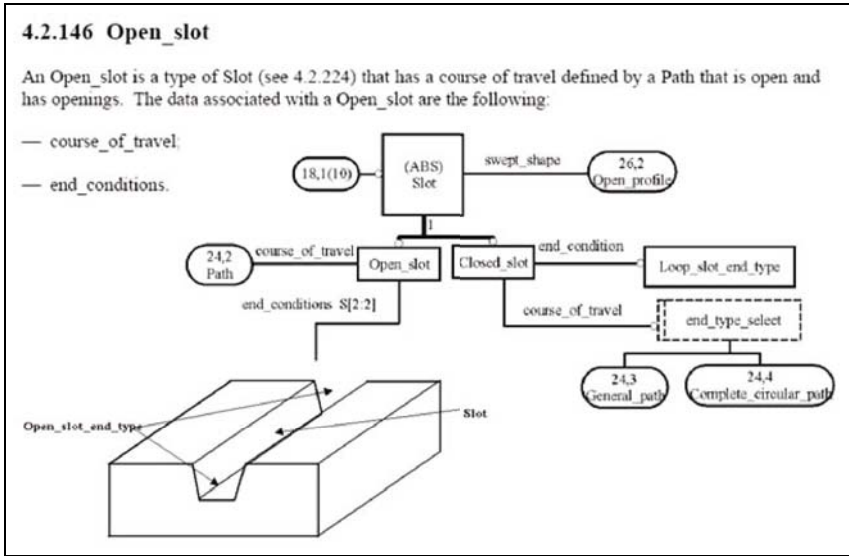 4.2.146 Open_slot
An Open_slot is a type of Slot (see 4.2.224) that has a course of travel defined by a Path that is open and
has openings. The data associated with a Open_slot are the following:
— course_of_travel;
— end_conditions.
18,1(10)
(ABS)
Slot
swept_shape
26,2
Open_profile
1
24,2
Path
course_of_travel
Open_slot
Closed_slot
end_condition
Loop_slot_end_type
end_conditions S[2:2]
course_of_travel
end_type_select
24,3
General_path
24,4
Complete_circular_path
Open_slot_end_type
Slot